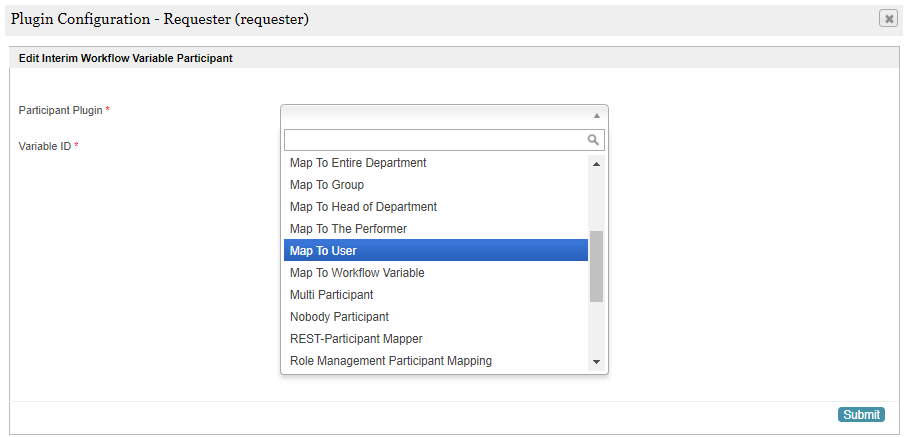 Plugin Configuration - Requester (requester)
Edit Interim Workflow Variable Participant
Participant Plugin *
Variable ID *
Map To Entire Department
Map To Group
Map To Head of Department
Map To The Performer
Map To User
Map To Workflow Variable
Multi Participant
Nobody Participant
REST-Participant Mapper
Role Management Participant Mapping
Submit